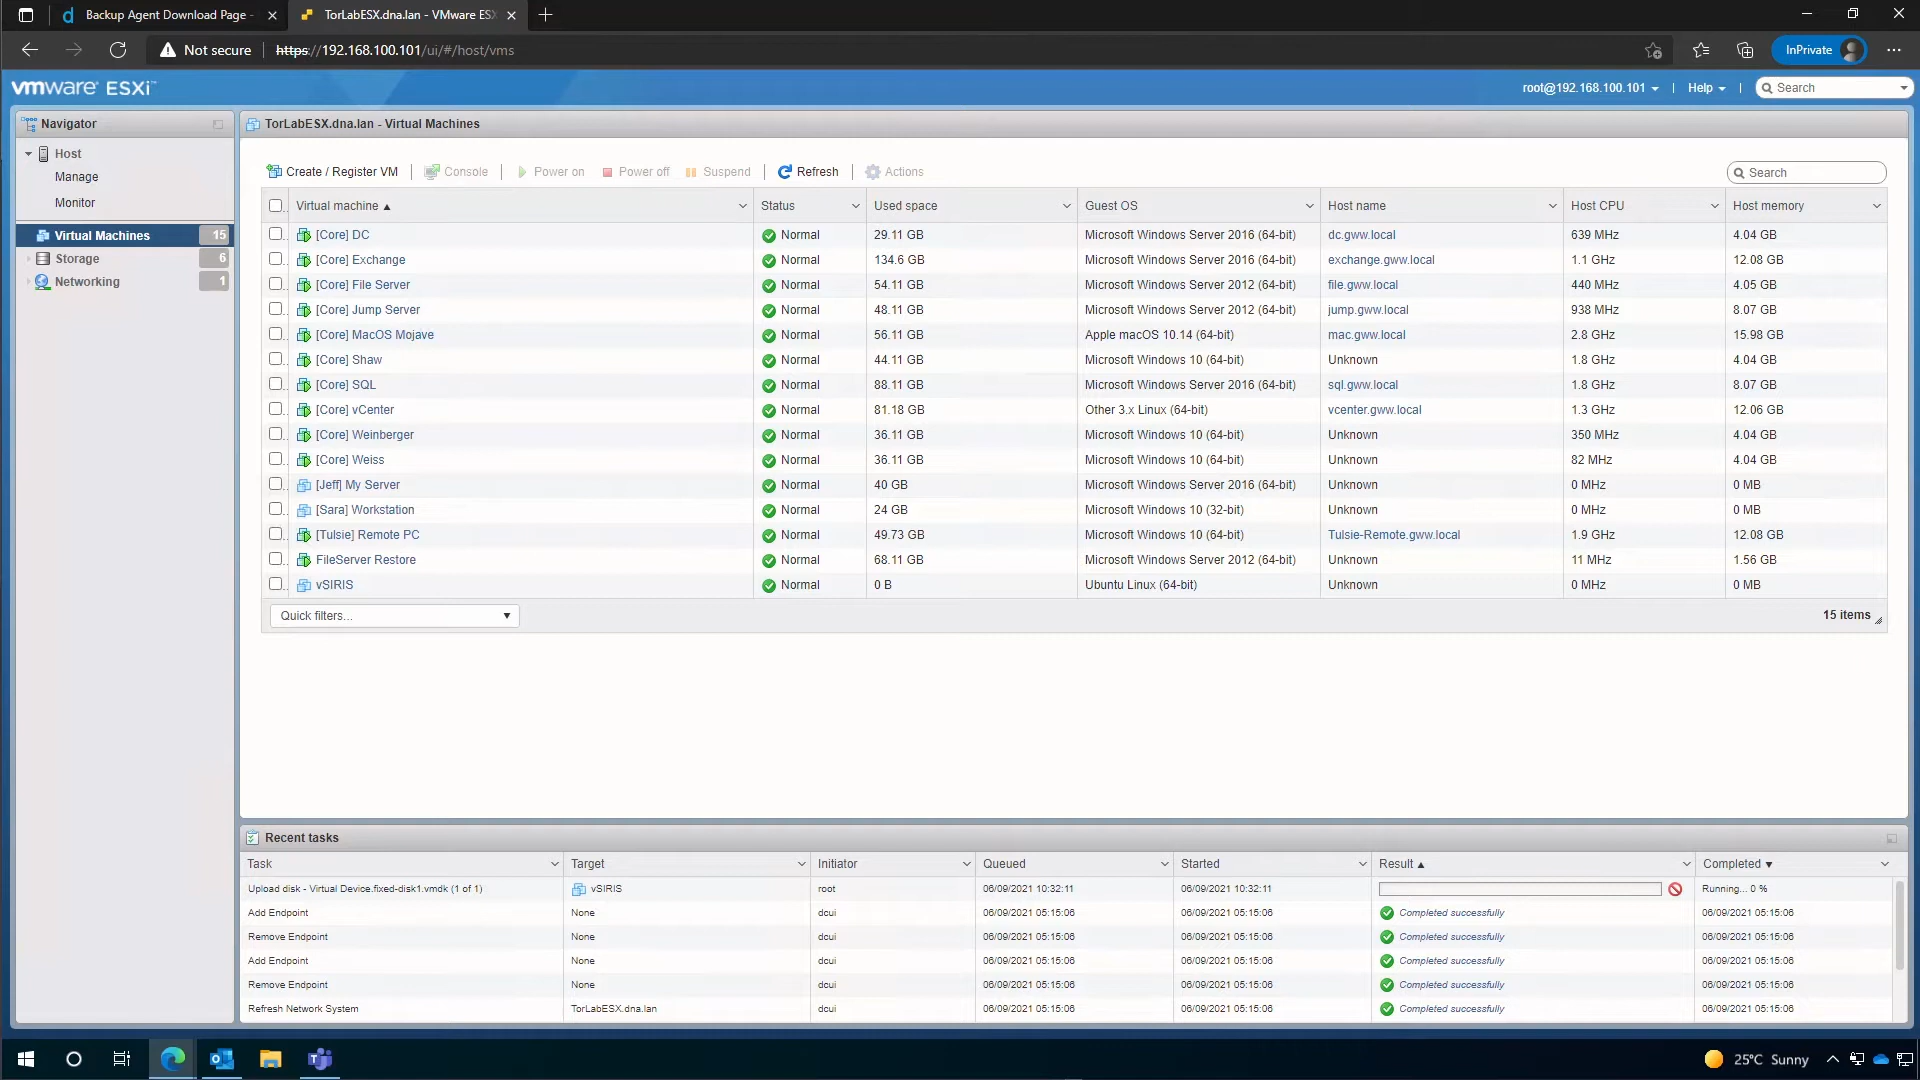 Backup Agent Download Page -
TorLabESX.dna.lan - VMware ESX
Not secure https://192.168.100.101/ui/#/host/vms InPrivate
vmware ESXi™ root@192.168.100.101 Help Search
Navigator
Host
Manage
Monitor
Virtual Machines 15
Storage 6
Networking 1
TorLabESX.dna.lan - Virtual Machines
Create / Register VM Console Power on Power off Suspend Refresh Actions Search
Virtual machine Status Used space Guest OS Host name Host CPU Host memory
[Core] DC Normal 29.11 GB Microsoft Windows Server 2016 (64-bit) dc.gww.local 639 MHz 4.04 GB
[Core] Exchange Normal 134.6 GB Microsoft Windows Server 2016 (64-bit) exchange.gww.local 1.1 GHz 12.08 GB
[Core] File Server Normal 54.11 GB Microsoft Windows Server 2012 (64-bit) file.gww.local 440 MHz 4.05 GB
[Core] Jump Server Normal 48.11 GB Microsoft Windows Server 2012 (64-bit) jump.gww.local 938 MHz 8.07 GB
[Core] MacOS Mojave Normal 56.11 GB Apple macOS 10.14 (64-bit) mac.gww.local 2.8 GHz 15.98 GB
[Core] Shaw Normal 44.11 GB Microsoft Windows 10 (64-bit) Unknown 1.8 GHz 4.04 GB
[Core] SQL Normal 88.11 GB Microsoft Windows Server 2016 (64-bit) sql.gww.local 1.8 GHz 8.07 GB
[Core] vCenter Normal 81.18 GB Other 3.x Linux (64-bit) vcenter.gww.local 1.3 GHz 12.06 GB
[Core] Weinberger Normal 36.11 GB Microsoft Windows 10 (64-bit) Unknown 350 MHz 4.04 GB
[Core] Weiss Normal 36.11 GB Microsoft Windows 10 (64-bit) Unknown 82 MHz 4.04 GB
[Jeff] My Server Normal 40 GB Microsoft Windows Server 2016 (64-bit) Unknown 0 MHz 0 MB
[Sara] Workstation Normal 24 GB Microsoft Windows 10 (32-bit) Unknown 0 MHz 0 MB
[Tulsie] Remote PC Normal 49.73 GB Microsoft Windows 10 (64-bit) Tulsie-Remote.gww.local 1.9 GHz 12.08 GB
FileServer Restore Normal 68.11 GB Microsoft Windows Server 2012 (64-bit) Unknown 11 MHz 1.56 GB
vSIRIS Normal 0 B Ubuntu Linux (64-bit) Unknown 0 MHz 0 MB
Quick filters... 15 items
Recent tasks
Task Target Initiator Queued Started Result Completed
Upload disk - Virtual Device.fixed-disk1.vmdk (1 of 1) vSIRIS root 06/09/2021 10:32:11 06/09/2021 10:32:11 Running... 0 %
Add Endpoint None dcui 06/09/2021 05:15:06 06/09/2021 05:15:06 Completed successfully 06/09/2021 05:15:06
Remove Endpoint None dcui 06/09/2021 05:15:06 06/09/2021 05:15:06 Completed successfully 06/09/2021 05:15:06
Add Endpoint None dcui 06/09/2021 05:15:06 06/09/2021 05:15:06 Completed successfully 06/09/2021 05:15:06
Remove Endpoint None dcui 06/09/2021 05:15:06 06/09/2021 05:15:06 Completed successfully 06/09/2021 05:15:06
Refresh Network System TorLabESX.dna.lan dcui 06/09/2021 05:15:06 06/09/2021 05:15:06 Completed successfully 06/09/2021 05:15:06
25°C Sunny